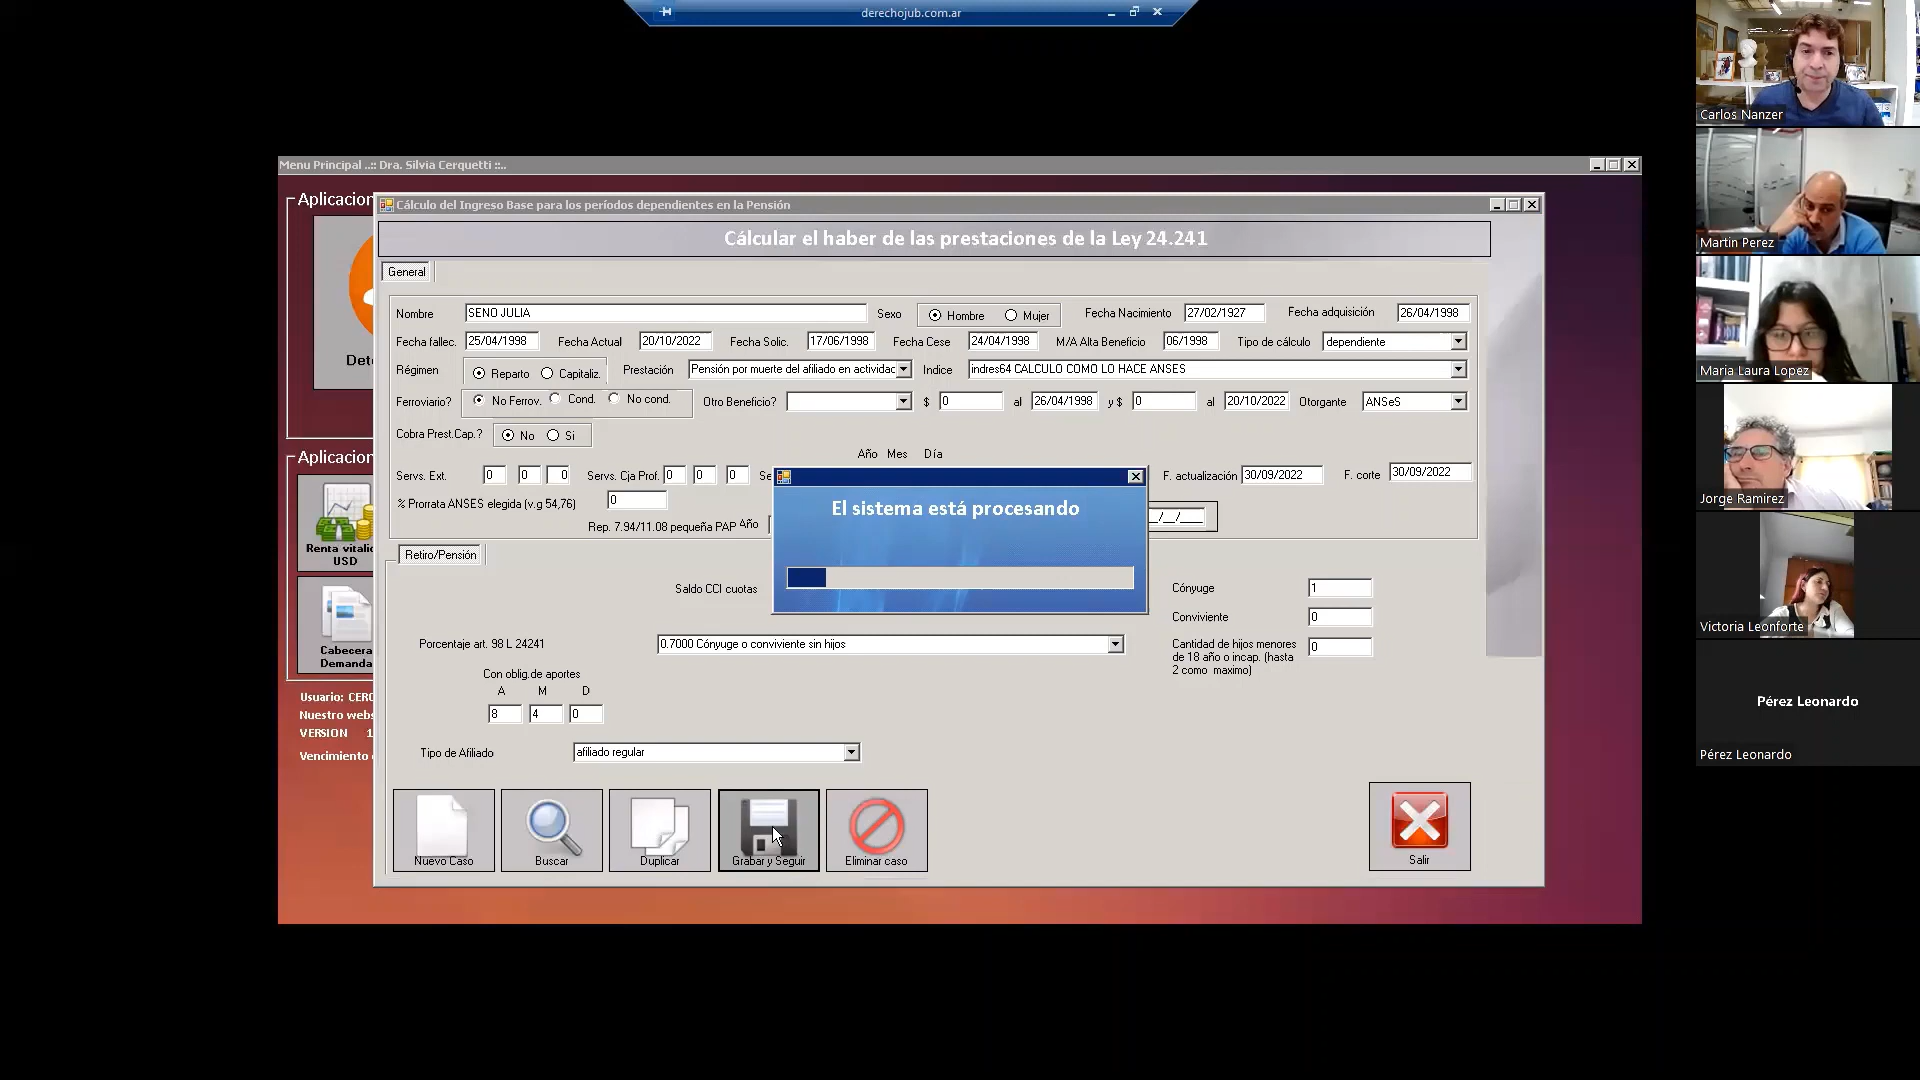 derechojub.com.ar
Menu Principal ..:: Dra. Silvia Cerquetti ::..
Aplicacion
Cálculo del Ingreso Base para los períodos dependientes en la Pensión
Cálcular el haber de las prestaciones de la Ley 24.241
General
Nombre SENO JULIA Sexo Hombre Mujer Fecha Nacimiento 27/02/1927 Fecha adquisición 26/04/1998
Fecha fallec. 25/04/1998 Fecha Actual 20/10/2022 Fecha Solic. 17/06/1998 Fecha Cese 24/04/1998 M/A Alta Beneficio 06/1998 Tipo de cálculo dependiente
Régimen Reparto Capitaliz. Prestación Pensión por muerte del afiliado en actividad Indice indres64 CALCULO COMO LO HACE ANSES
Ferroviario? No Ferrov. Cond. No cond. Otro Beneficio? $ 0 al 26/04/1998 y $ 0 al 20/10/2022 Otorgante ANSeS
Cobra Prest.Cap.? No Si
Año Mes Día
Servs. Ext. 0 0 0 Servs. Cja Prof. 0 0 0 Se F. actualización 30/09/2022 F. corte 30/09/2022
% Prorrata ANSES elegida (v.g 54,76) 0
Rep. 7.94/11.08 pequeña PAP Año __/__/___
El sistema está procesando
Retiro/Pensión
Saldo CCI cuotas
Cónyuge 1
Conviviente 0
Porcentaje art. 98 L 24241 0.7000 Cónyuge o conviviente sin hijos
Cantidad de hijos menores
de 18 año o incap. (hasta
2 como maximo) 0
Con oblig.de aportes
A M D
8 4 0
Tipo de Afiliado afiliado regular
Nuevo Caso Buscar Duplicar Grabar y Seguir Eliminar caso Salir
Dete
Aplicacion
Renta vitalic
USD
Cabecera
Demanda
Usuario: CERQ
Nuestro webs
VERSION 1
Vencimiento
Carlos Nanzer
Martin Perez
Maria Laura Lopez
Jorge Ramirez
Victoria Leonforte
Pérez Leonardo
Pérez Leonardo